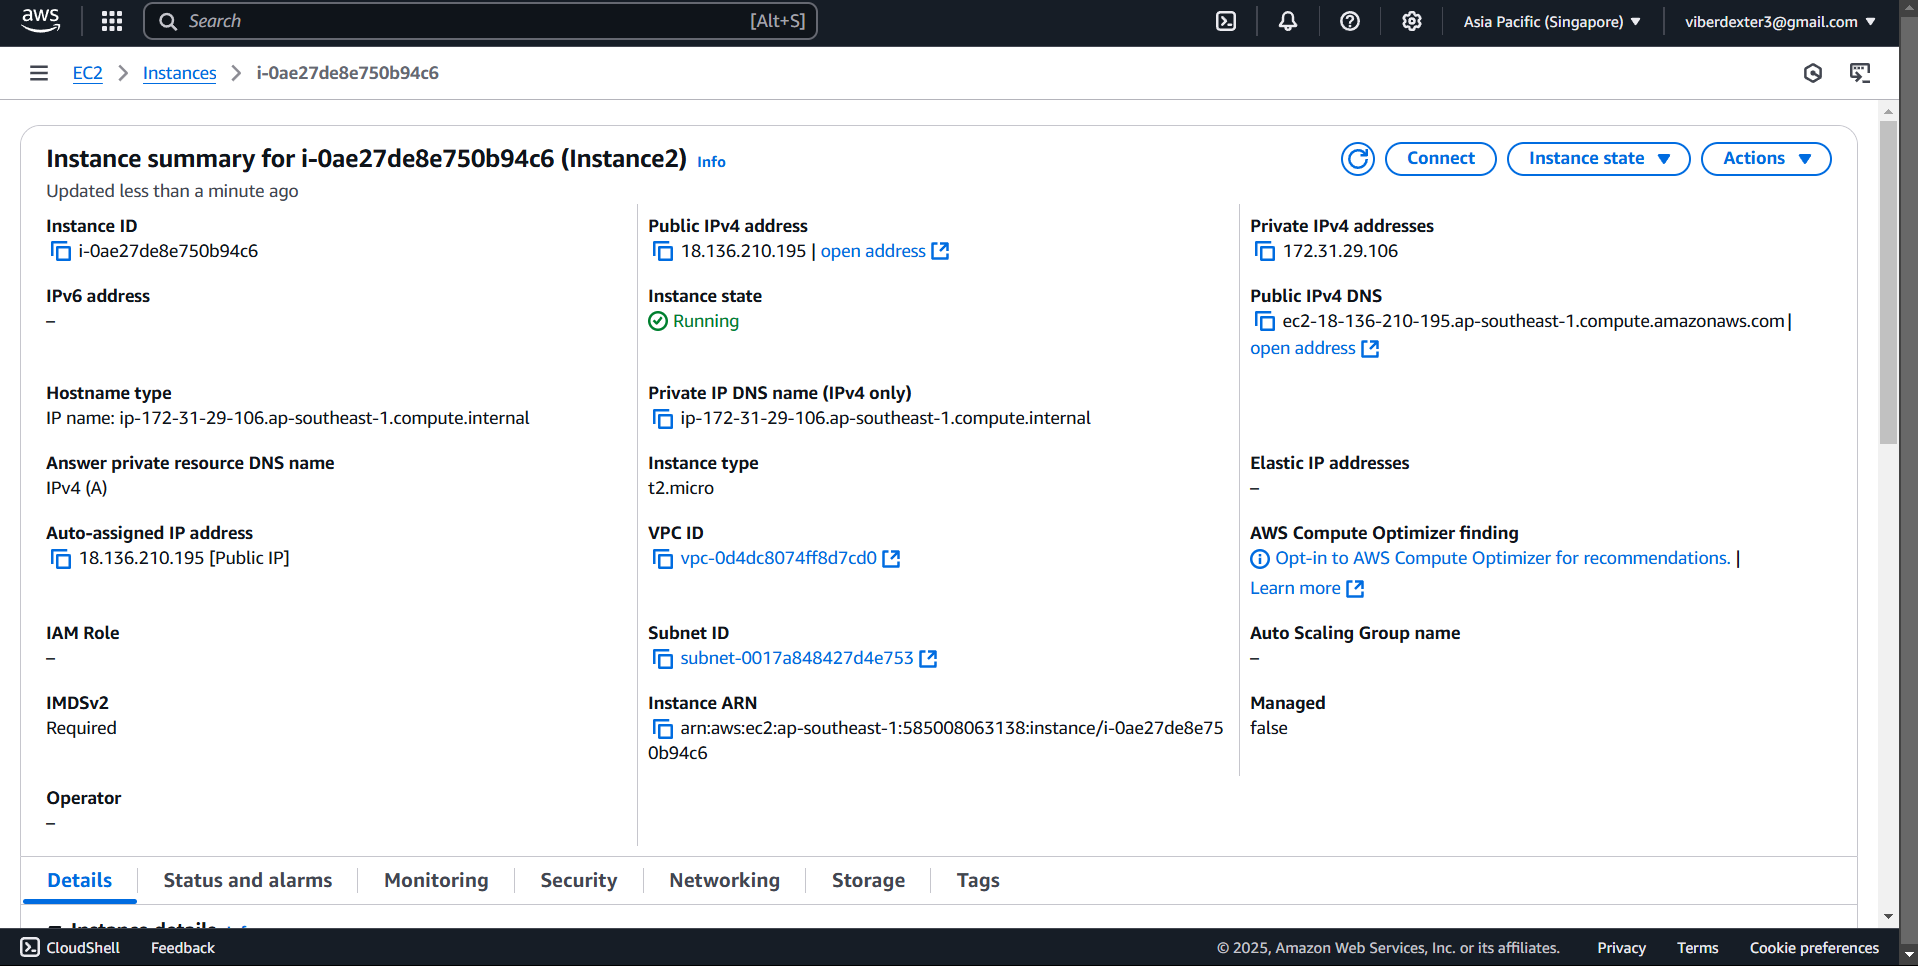 aws
Search [Alt+S]
Asia Pacific (Singapore)
viberdexter3@gmail.com
EC2
Instances
i-0ae27de8e750b94c6
Instance summary for i-0ae27de8e750b94c6 (Instance2) Info
Updated less than a minute ago
Connect
Instance state
Actions
Instance ID
i-0ae27de8e750b94c6
Public IPv4 address
18.136.210.195 | open address
Private IPv4 addresses
172.31.29.106
IPv6 address
–
Instance state
Running
Public IPv4 DNS
ec2-18-136-210-195.ap-southeast-1.compute.amazonaws.com |
open address
Hostname type
IP name: ip-172-31-29-106.ap-southeast-1.compute.internal
Private IP DNS name (IPv4 only)
ip-172-31-29-106.ap-southeast-1.compute.internal
Answer private resource DNS name
IPv4 (A)
Instance type
t2.micro
Elastic IP addresses
–
Auto-assigned IP address
18.136.210.195 [Public IP]
VPC ID
vpc-0d4dc8074ff8d7cd0
AWS Compute Optimizer finding
Opt-in to AWS Compute Optimizer for recommendations. |
Learn more
IAM Role
–
Subnet ID
subnet-0017a848427d4e753
Auto Scaling Group name
–
IMDSv2
Required
Instance ARN
arn:aws:ec2:ap-southeast-1:585008063138:instance/i-0ae27de8e75
0b94c6
Managed
false
Operator
–
Details
Status and alarms
Monitoring
Security
Networking
Storage
Tags
Instance details Info
CloudShell
Feedback
© 2025, Amazon Web Services, Inc. or its affiliates.
Privacy
Terms
Cookie preferences